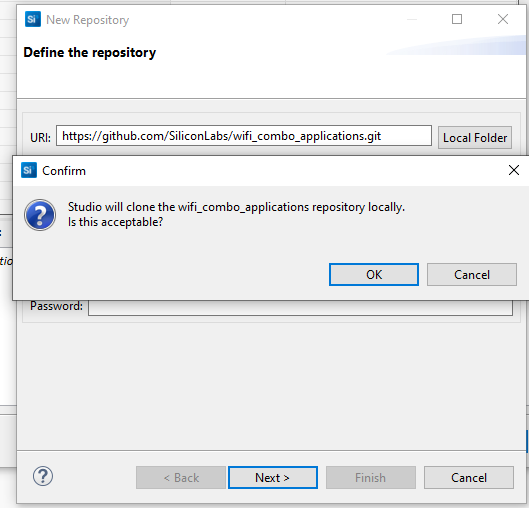 Si
New Repository
Define the repository
URI:
https://github.com/SiliconLabs/wifi_combo_applications.git
Local Folder
Si
Confirm
?
Studio will clone the wifi_combo_applications repository locally.
Is this acceptable?
OK
Cancel
:
tio
Password:
?
< Back
Next >
Finish
Cancel